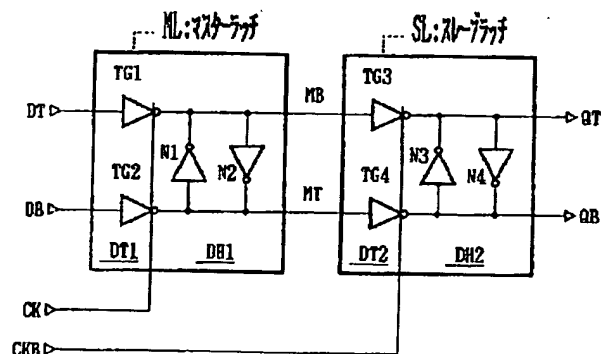 ML:マスターラッチ
SL:スレーブラッチ
TG1
TG3
DT
MB
QT
N1
N2
N3
N4
TG2
TG4
DB
MT
QB
DT1
DH1
DT2
DH2
CK
CKB